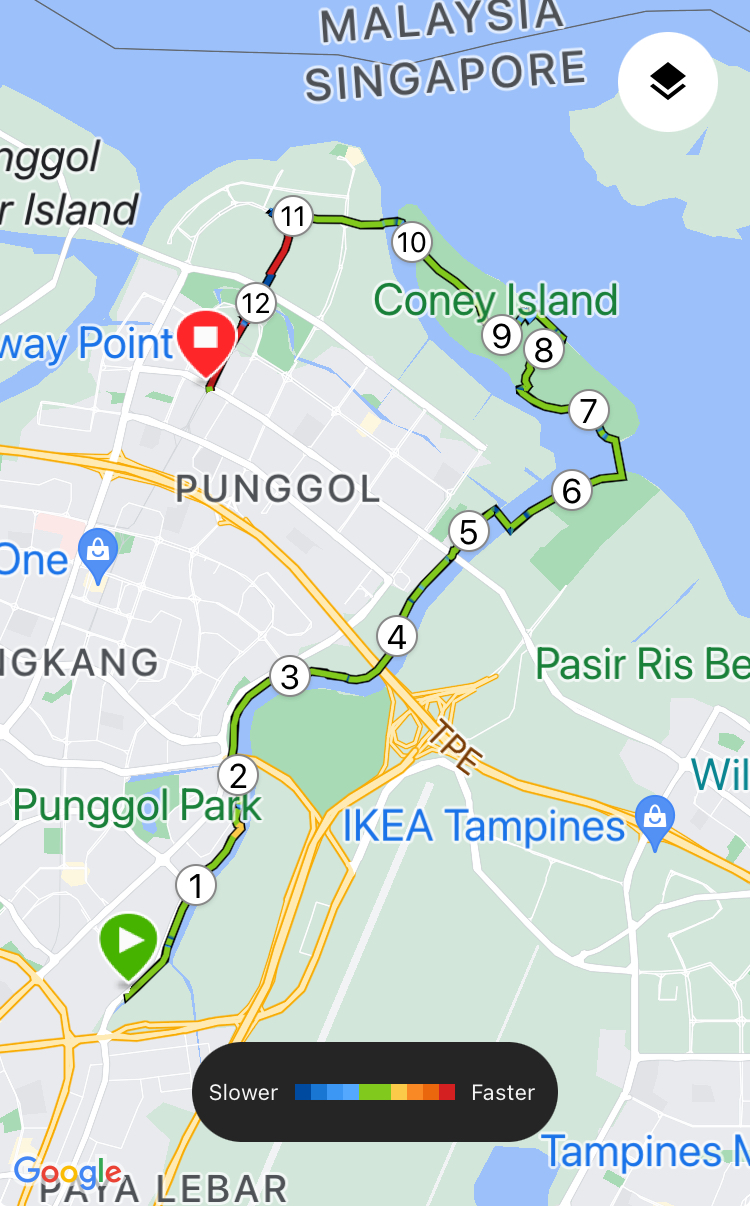 MALAYSIA
SINGAPORE
nggol
r Island
11
10
12
Coney Island
way Point
9
8
7
PUNGGOL
6
5
One
4
NGKANG
3
Pasir Ris Be
TPE
2
Wil
Punggol Park
IKEA Tampines
1
Slower
Faster
Tampines M
Google
PAYA LEBAR